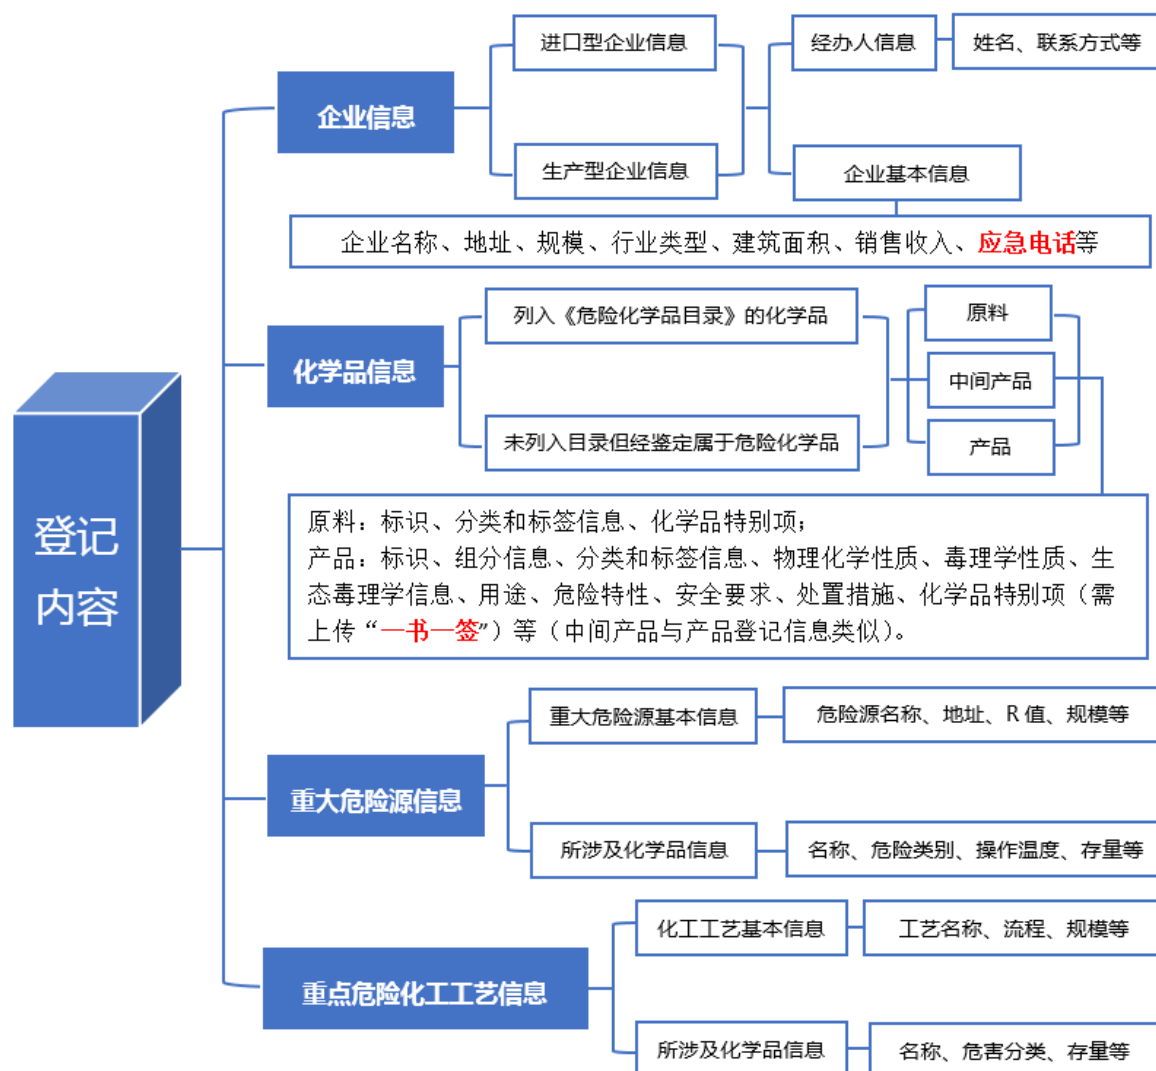 登记
内容
企业信息
进口型企业信息
生产型企业信息
经办人信息
姓名、联系方式等
企业基本信息
企业名称、地址、规模、行业类型、建筑面积、销售收入、应急电话等
化学品信息
列入《危险化学品目录》的化学品
未列入目录但经鉴定属于危险化学品
原料
中间产品
产品
原料：标识、分类和标签信息、化学品特别项；
产品：标识、组分信息、分类和标签信息、物理化学性质、毒理学性质、生
态毒理学信息、用途、危险特性、安全要求、处置措施、化学品特别项（需
上传“一书一签”）等（中间产品与产品登记信息类似）。
重大危险源信息
重大危险源基本信息
危险源名称、地址、R 值、规模等
所涉及化学品信息
名称、危险类别、操作温度、存量等
重点危险化工工艺信息
化工工艺基本信息
工艺名称、流程、规模等
所涉及化学品信息
名称、危害分类、存量等